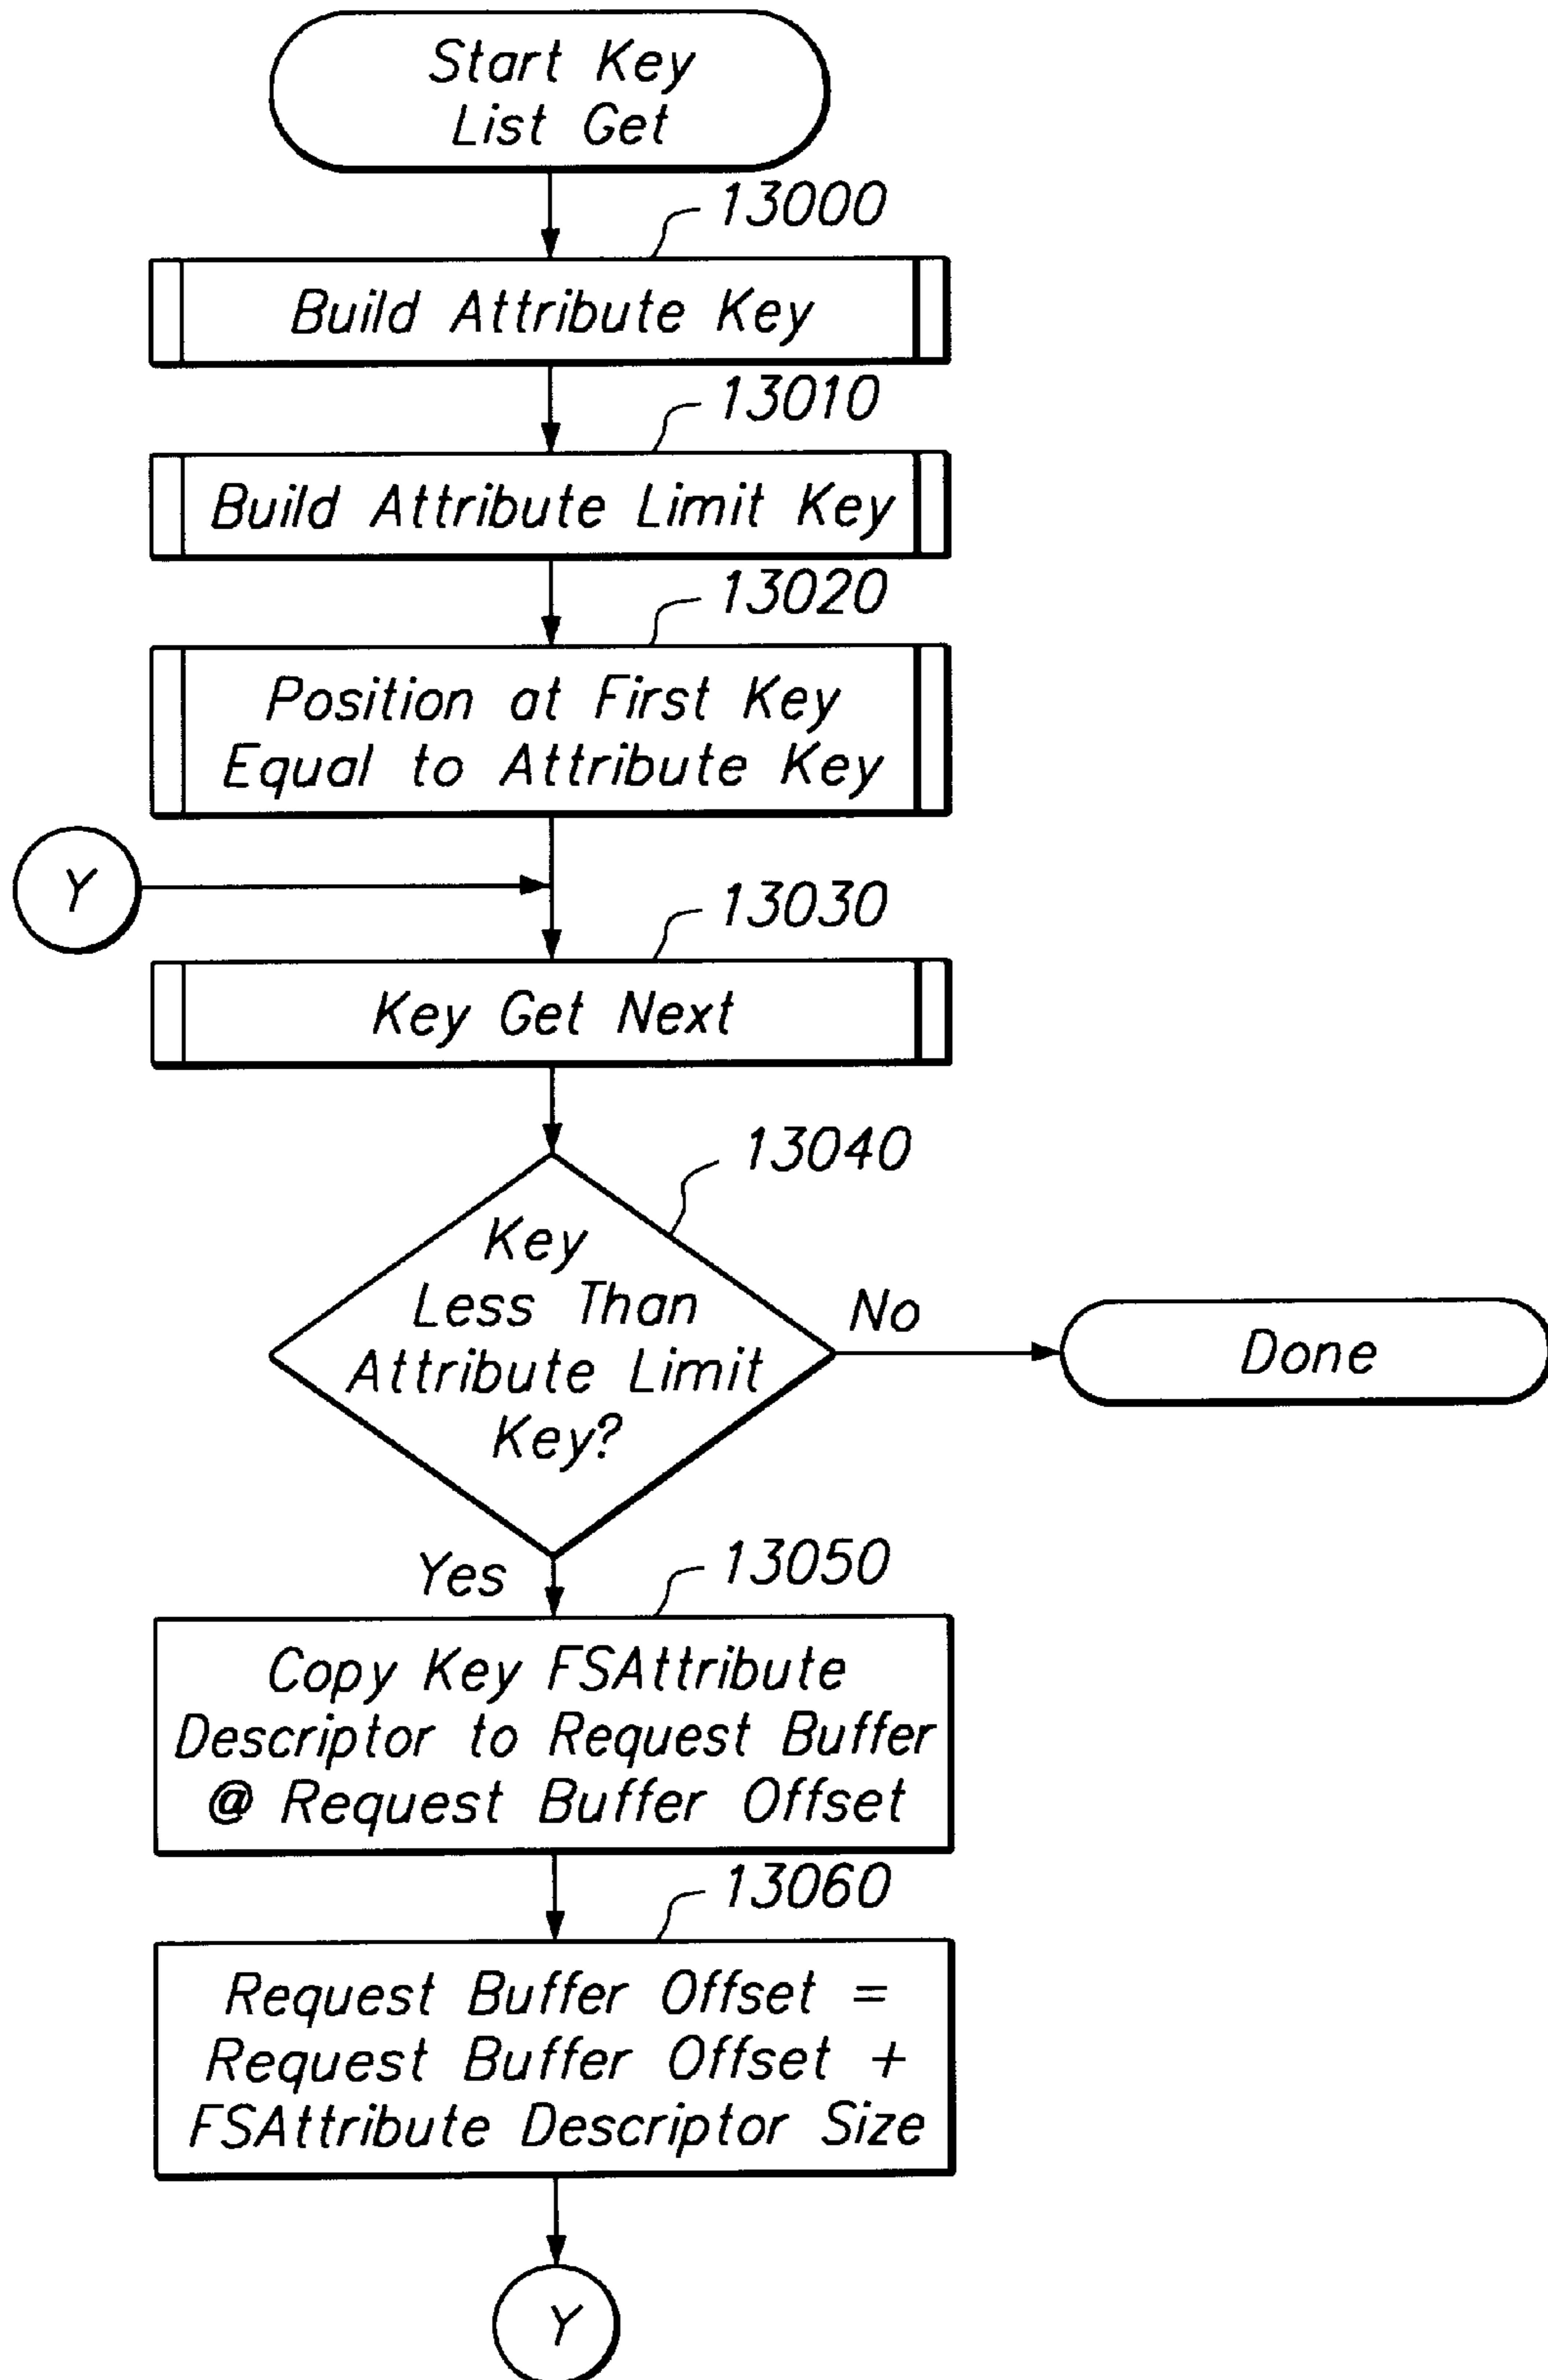 Start Key
List Get
13000
Build Attribute Key
13010
Build Attribute Limit Key
13020
Position at First Key
Equal to Attribute Key
Y
13030
Key Get Next
13040
Key
Less Than
Attribute Limit
Key?
No
Done
Yes
13050
Copy Key FSAttribute
Descriptor to Request Buffer
@ Request Buffer Offset
13060
Request Buffer Offset =
Request Buffer Offset +
FSAttribute Descriptor Size
Y